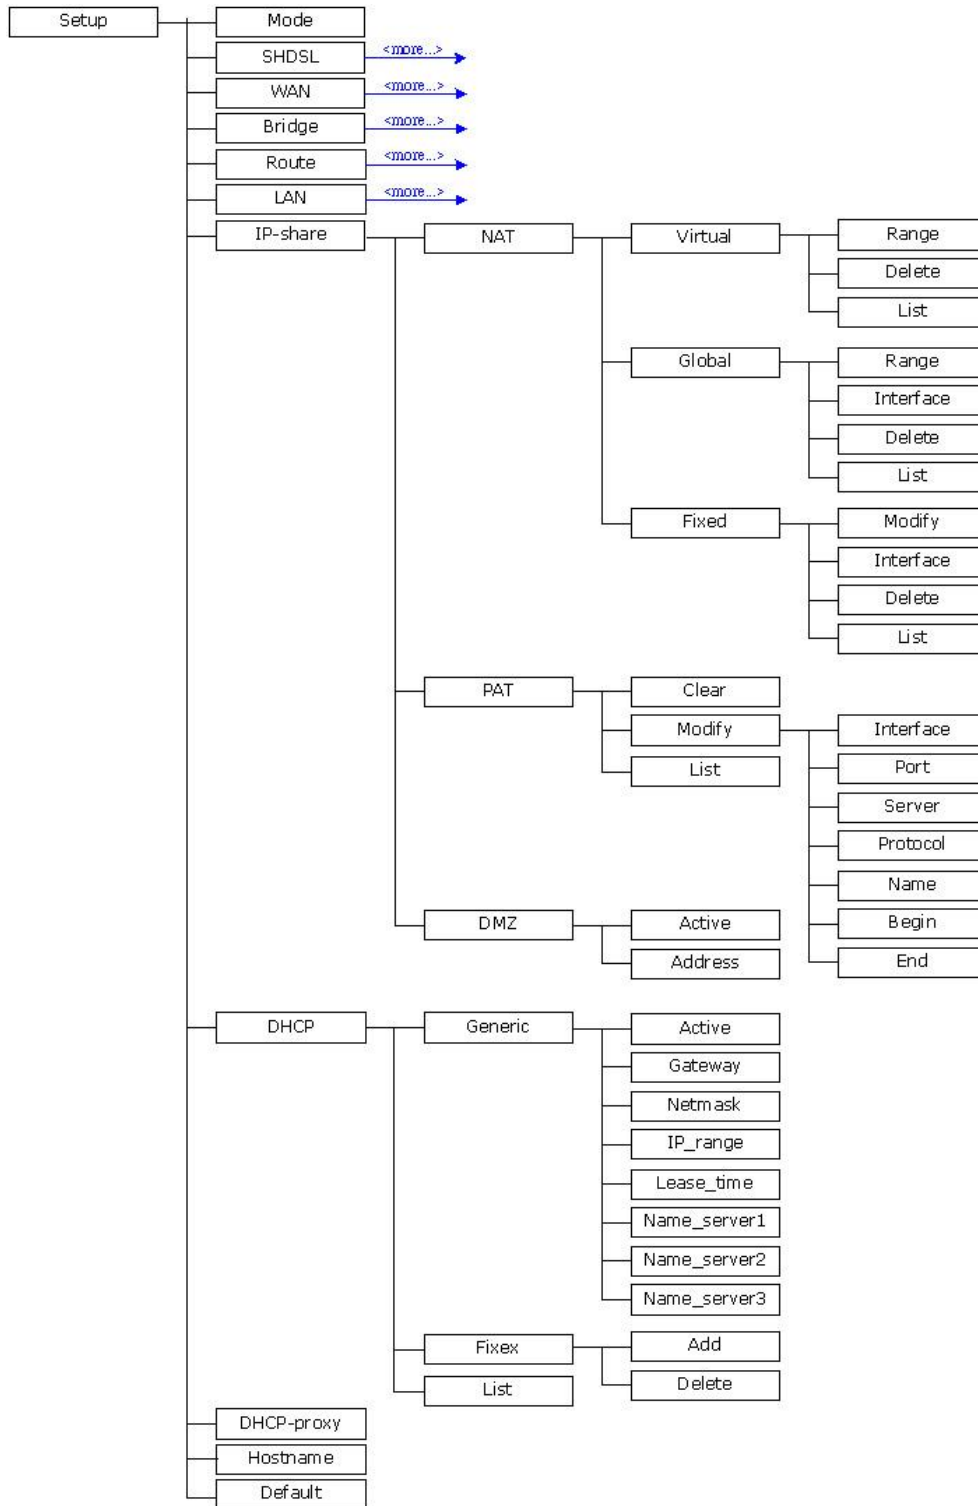 Setup
Mode
SHDSL <more...>
WAN <more...>
Bridge <more...>
Route <more...>
LAN <more...>
IP-share NAT Virtual Range
Delete
List
Global Range
Interface
Delete
List
Fixed Modify
Interface
Delete
List
PAT Clear
Modify Interface
List Port
Server
Protocol
Name
DMZ Active Begin
Address End
DHCP Generic Active
Gateway
Netmask
IP_range
Lease_time
Name_server1
Name_server2
Name_server3
Fixex Add
List Delete
DHCP-proxy
Hostname
Default